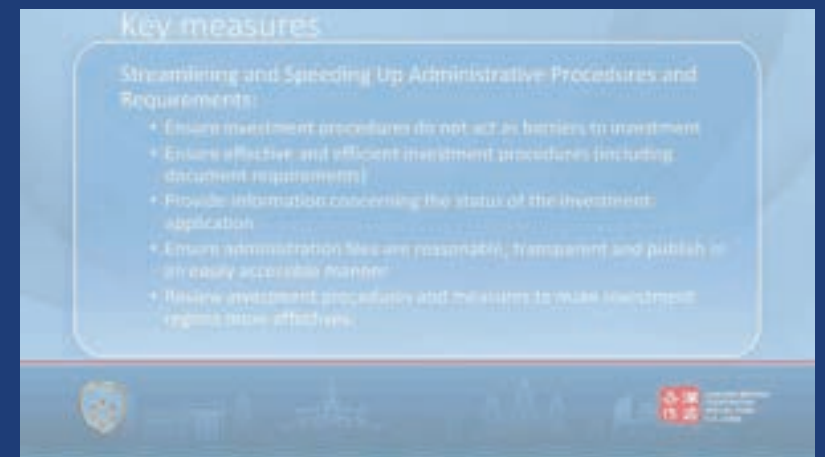 Key measures
Streamlining and Speeding Up Administrative Procedures and
Requirements:
• Ensure investment procedures do not act as barriers to investment
• Ensure effective and efficient investment procedures (including
document requirements)
• Provide information concerning the status of the investment
application
• Ensure administration are reasonable, transparent and publish in
an easily accessible manner
• Review investment procedures and measures to make investment
regime more effectively.